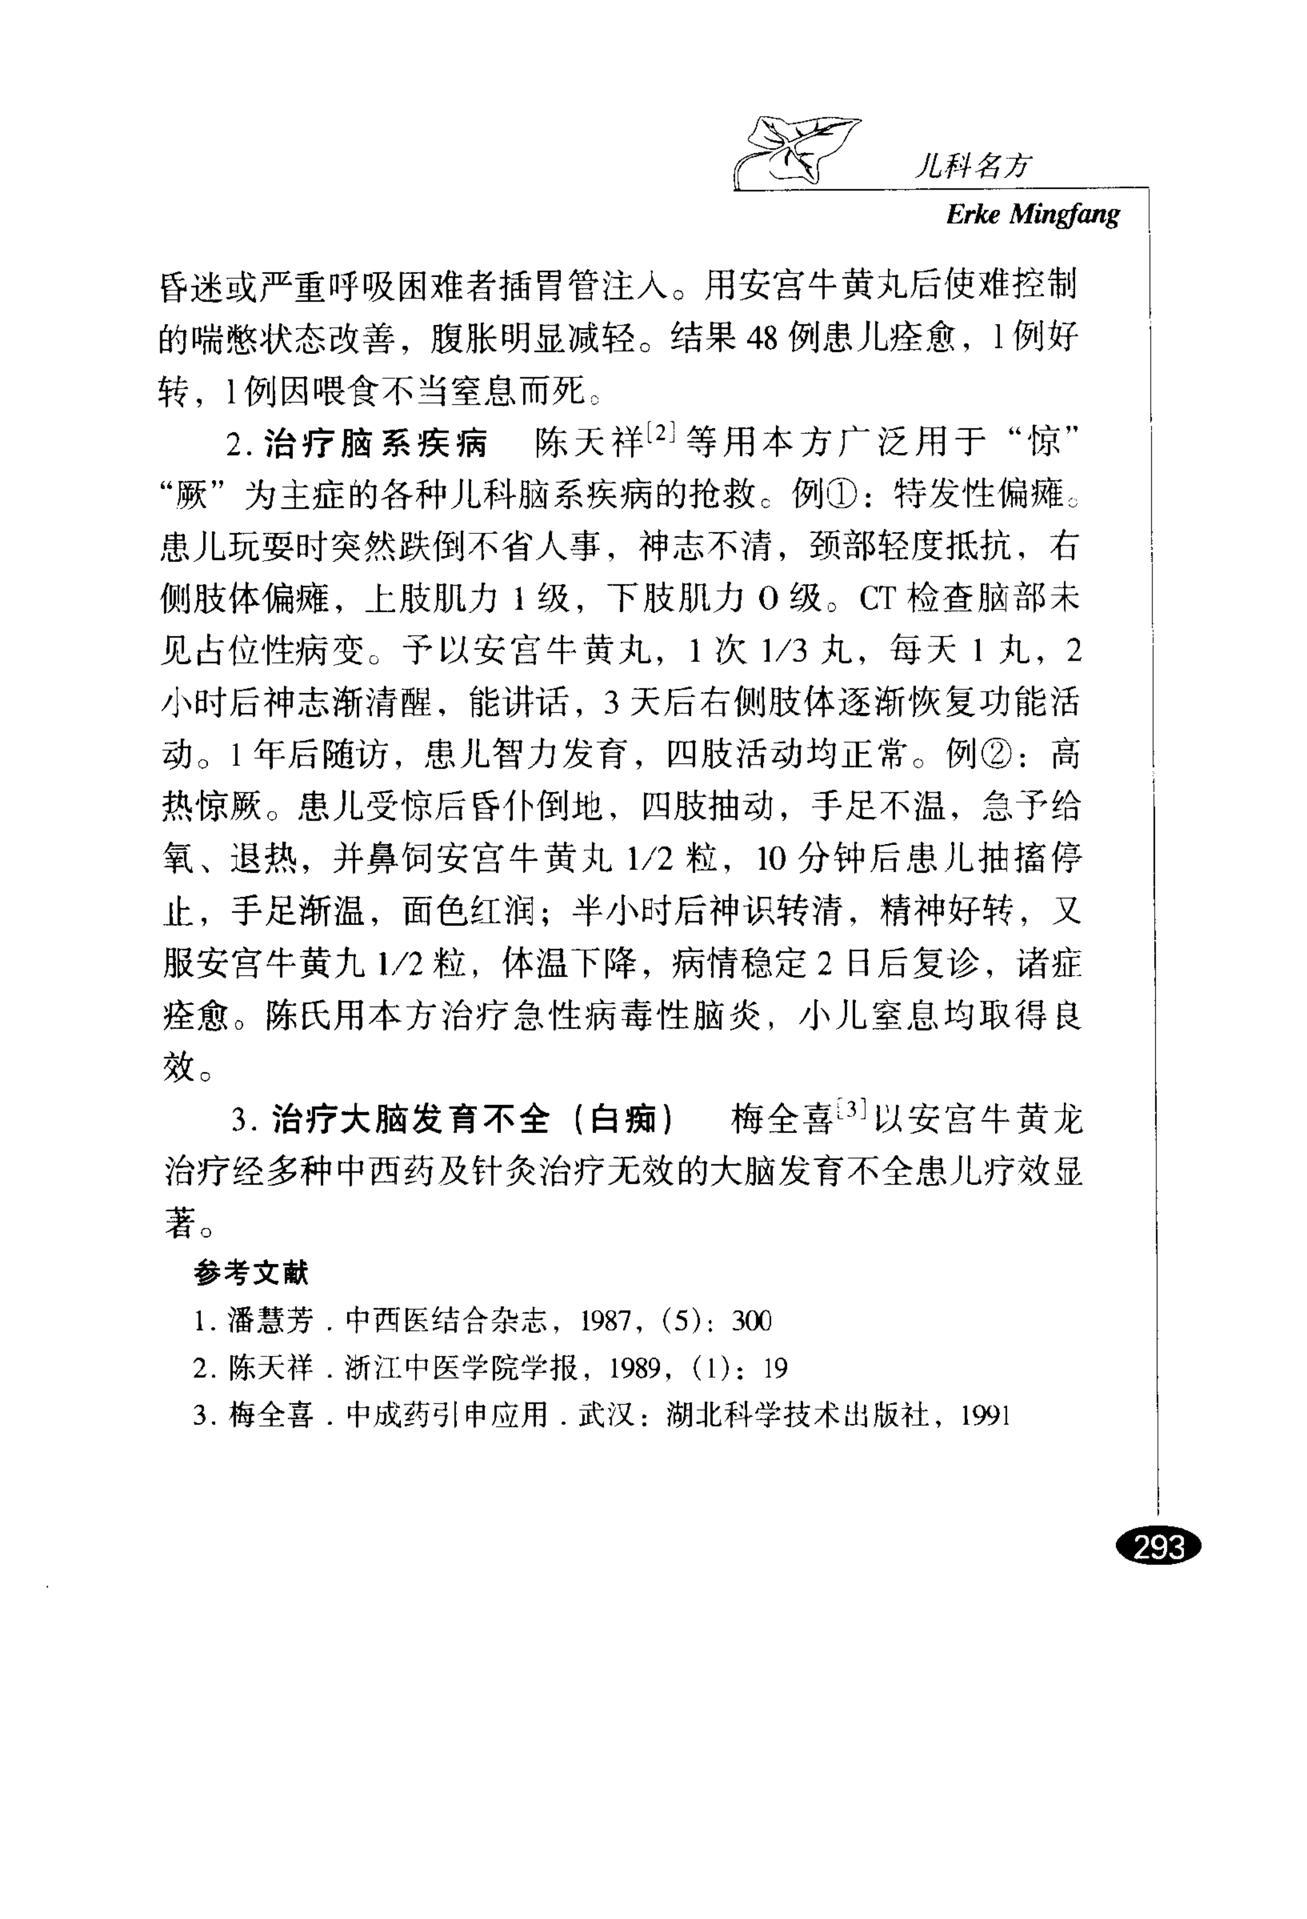 儿科名方
Erke Mingfang
昏迷或严重呼吸困难者插胃管注人。用安宫牛黄丸后使难控制
的喘憋状态改善，腹胀明显减轻。结果 48 例患儿痊愈，1 例好
转，1 例因喂食不当窒息而死。
2. 治疗脑系疾病　陈天祥[2]等用本方广泛用于“惊”
“厥”为主症的各种儿科脑系疾病的抢救。例①：特发性偏瘫。
患儿玩耍时突然跌倒不省人事，神志不清，颈部轻度抵抗，右
侧肢体偏瘫，上肢肌力 1 级，下肢肌力 0 级。CT 检查脑部未
见占位性病变。予以安宫牛黄丸，1 次 1/3 丸，每天 1 丸，2
小时后神志渐清醒，能讲话，3 天后右侧肢体逐渐恢复功能活
动。1 年后随访，患儿智力发育，四肢活动均正常。例②：高
热惊厥。患儿受惊后昏仆倒地，四肢抽动，手足不温，急予给
氧、退热，并鼻饲安宫牛黄丸 1/2 粒，10 分钟后患儿抽搐停
止，手足渐温，面色红润；半小时后神识转清，精神好转，又
服安宫牛黄九 1/2 粒，体温下降，病情稳定 2 日后复诊，诸症
痊愈。陈氏用本方治疗急性病毒性脑炎，小儿窒息均取得良
效。
3. 治疗大脑发育不全（白痴）　梅全喜[3]以安宫牛黄龙
治疗经多种中西药及针灸治疗无效的大脑发育不全患儿疗效显
著。
参考文献
1. 潘慧芳．中西医结合杂志，1987，（5）：300
2. 陈天祥．浙江中医学院学报，1989，（1）：19
3. 梅全喜．中成药引申应用．武汉：湖北科学技术出版社，1991
293